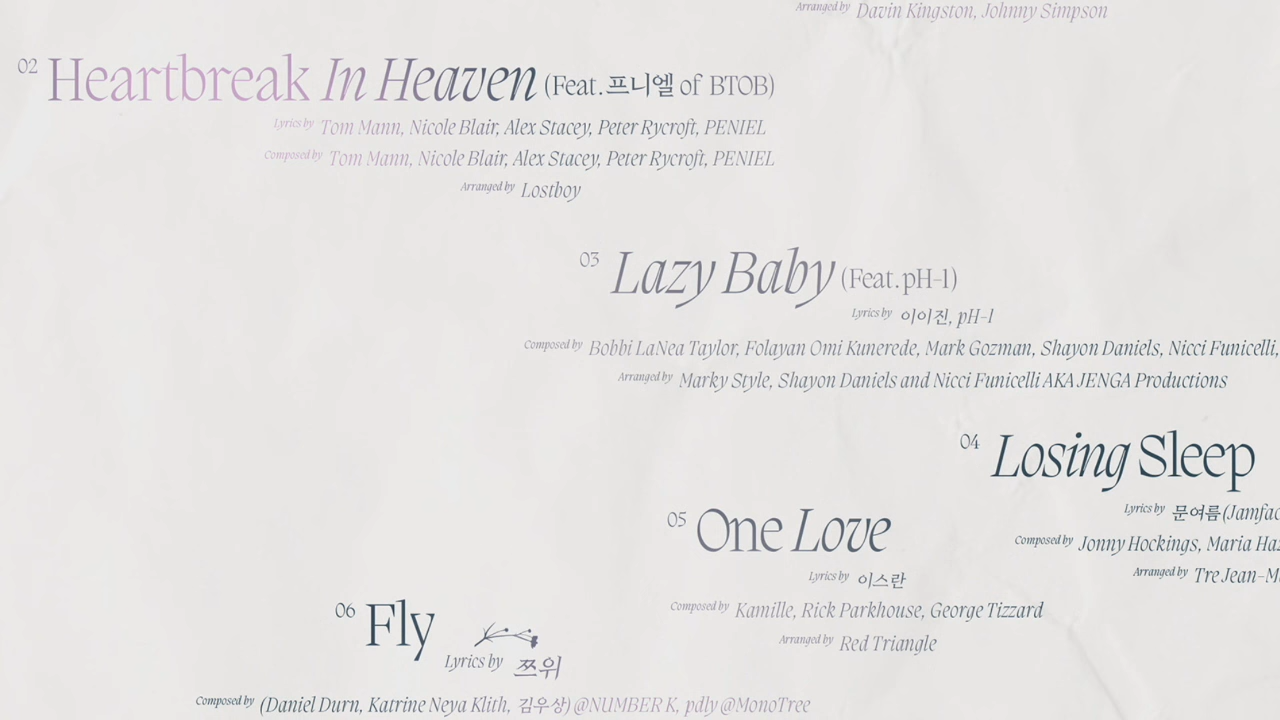 Arranged by Davin Kingston, Johnny Simpson
02 Heartbreak In Heaven (Feat. 프니엘 of BTOB)
Lyrics by Tom Mann, Nicole Blair, Alex Stacey, Peter Rycroft, PENIEL
Composed by Tom Mann, Nicole Blair, Alex Stacey, Peter Rycroft, PENIEL
Arranged by Lostboy
03 Lazy Baby (Feat. pH-1)
Lyrics by 이이진, pH-1
Composed by Bobbi LaNea Taylor, Folayan Omi Kunerede, Mark Gozman, Shayon Daniels, Nicci Funicelli,
Arranged by Marky Style, Shayon Daniels and Nicci Funicelli AKA JENGA Productions
04 Losing Sleep
Lyrics by 문여름 (Jamfac
Composed by Jonny Hockings, Maria Ha
Arranged by Tre Jean-M
05 One Love
Lyrics by 이스란
Composed by Kamille, Rick Parkhouse, George Tizzard
Arranged by Red Triangle
06 Fly
Lyrics by 쯔위
Composed by (Daniel Durn, Katrine Neya Klith, 김우상) @NUMBER K, pdly @MonoTree